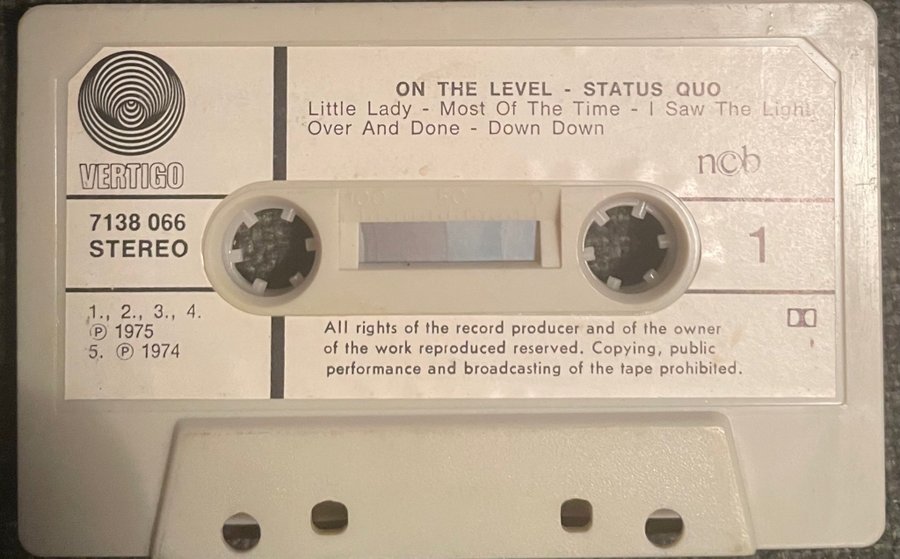 ON THE LEVEL - STATUS QUO
Little Lady - Most Of The Time - I Saw The Light
Over And Done - Down Down
ncb
VERTIGO
7138 066
STEREO
1
1., 2., 3., 4.
Ⓟ 1975
5. Ⓟ 1974
All rights of the record producer and of the owner
of the work reproduced reserved. Copying, public
performance and broadcasting of the tape prohibited.